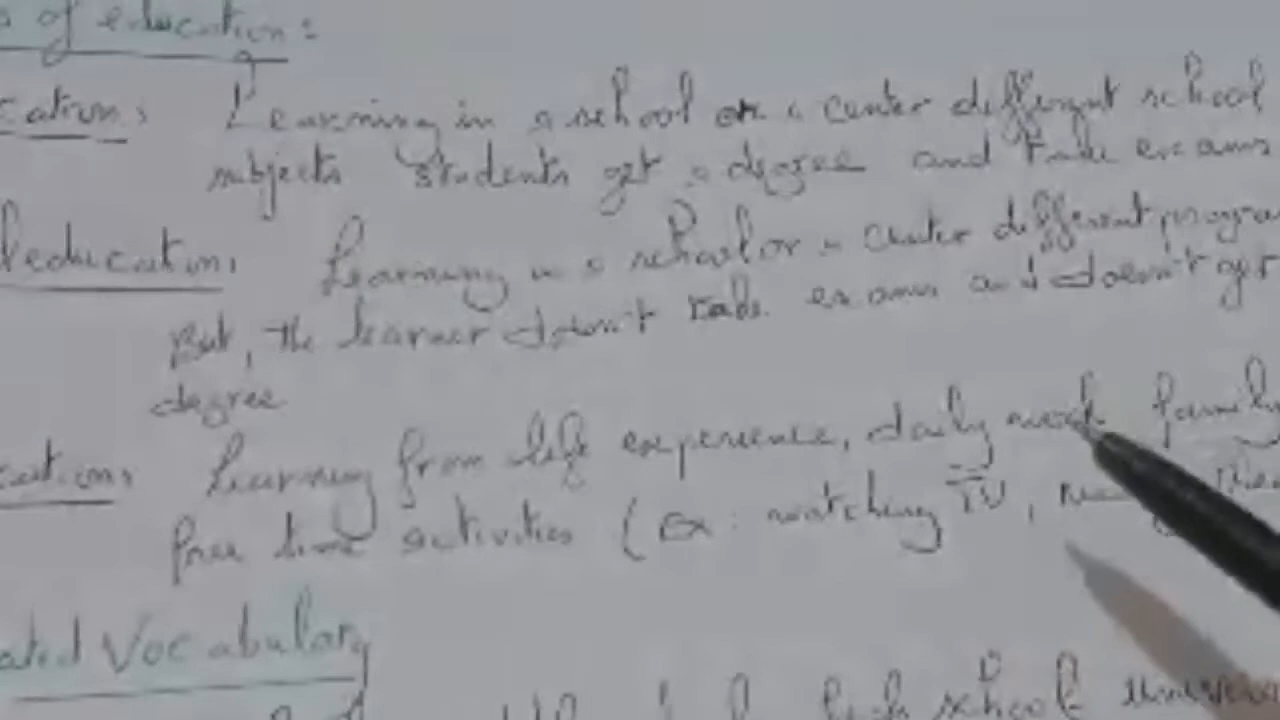 of education:
Learning in a school or a center different school
subjects students get a degree and take exams
education: Learning in a school or a center different
But, the learner doesn't take exams and doesn't get
degree
Learning from life experience, daily work family
free time activities (Ex: watching TV,
Vocabulary
school